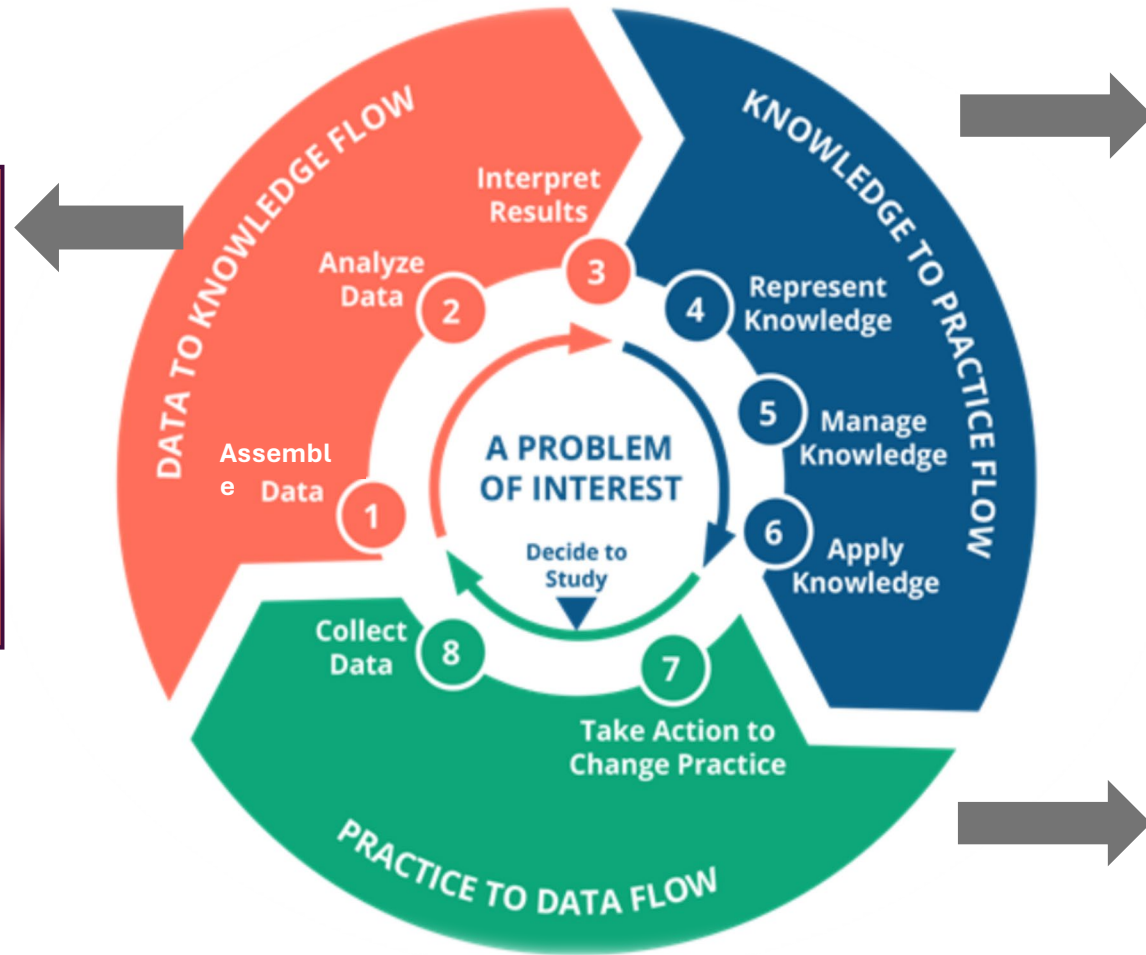 DATA TO KNOWLEDGE FLOW
KNOWLEDGE TO PRACTICE FLOW
Interpret
Results
3
Analyze
Data
2
4
Represent
Knowledge
5
Manage
Knowledge
Assembl
e Data
1
A PROBLEM
OF INTEREST
6
Apply
Knowledge
Decide to
Study
Collect
Data
8
7
Take Action to
Change Practice
PRACTICE TO DATA FLOW